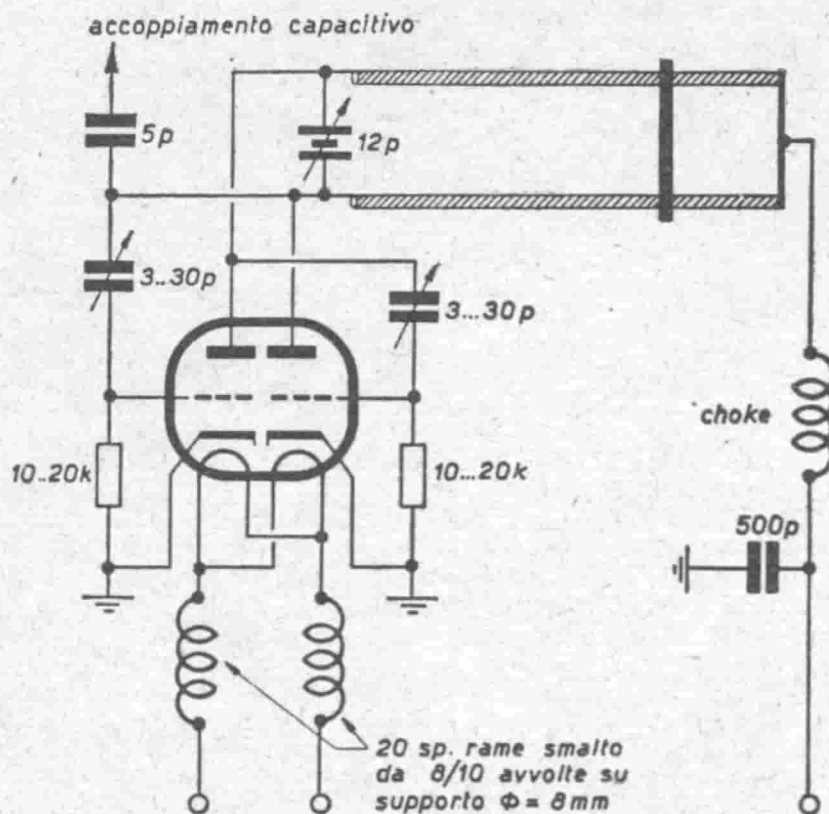 accoppiamento capacitivo
5p
12p
3...30p
3...30p
choke
10..20k
10...20k
500p
20 sp. rame smalto
da 8/10 avvolte su
supporto Φ = 8mm